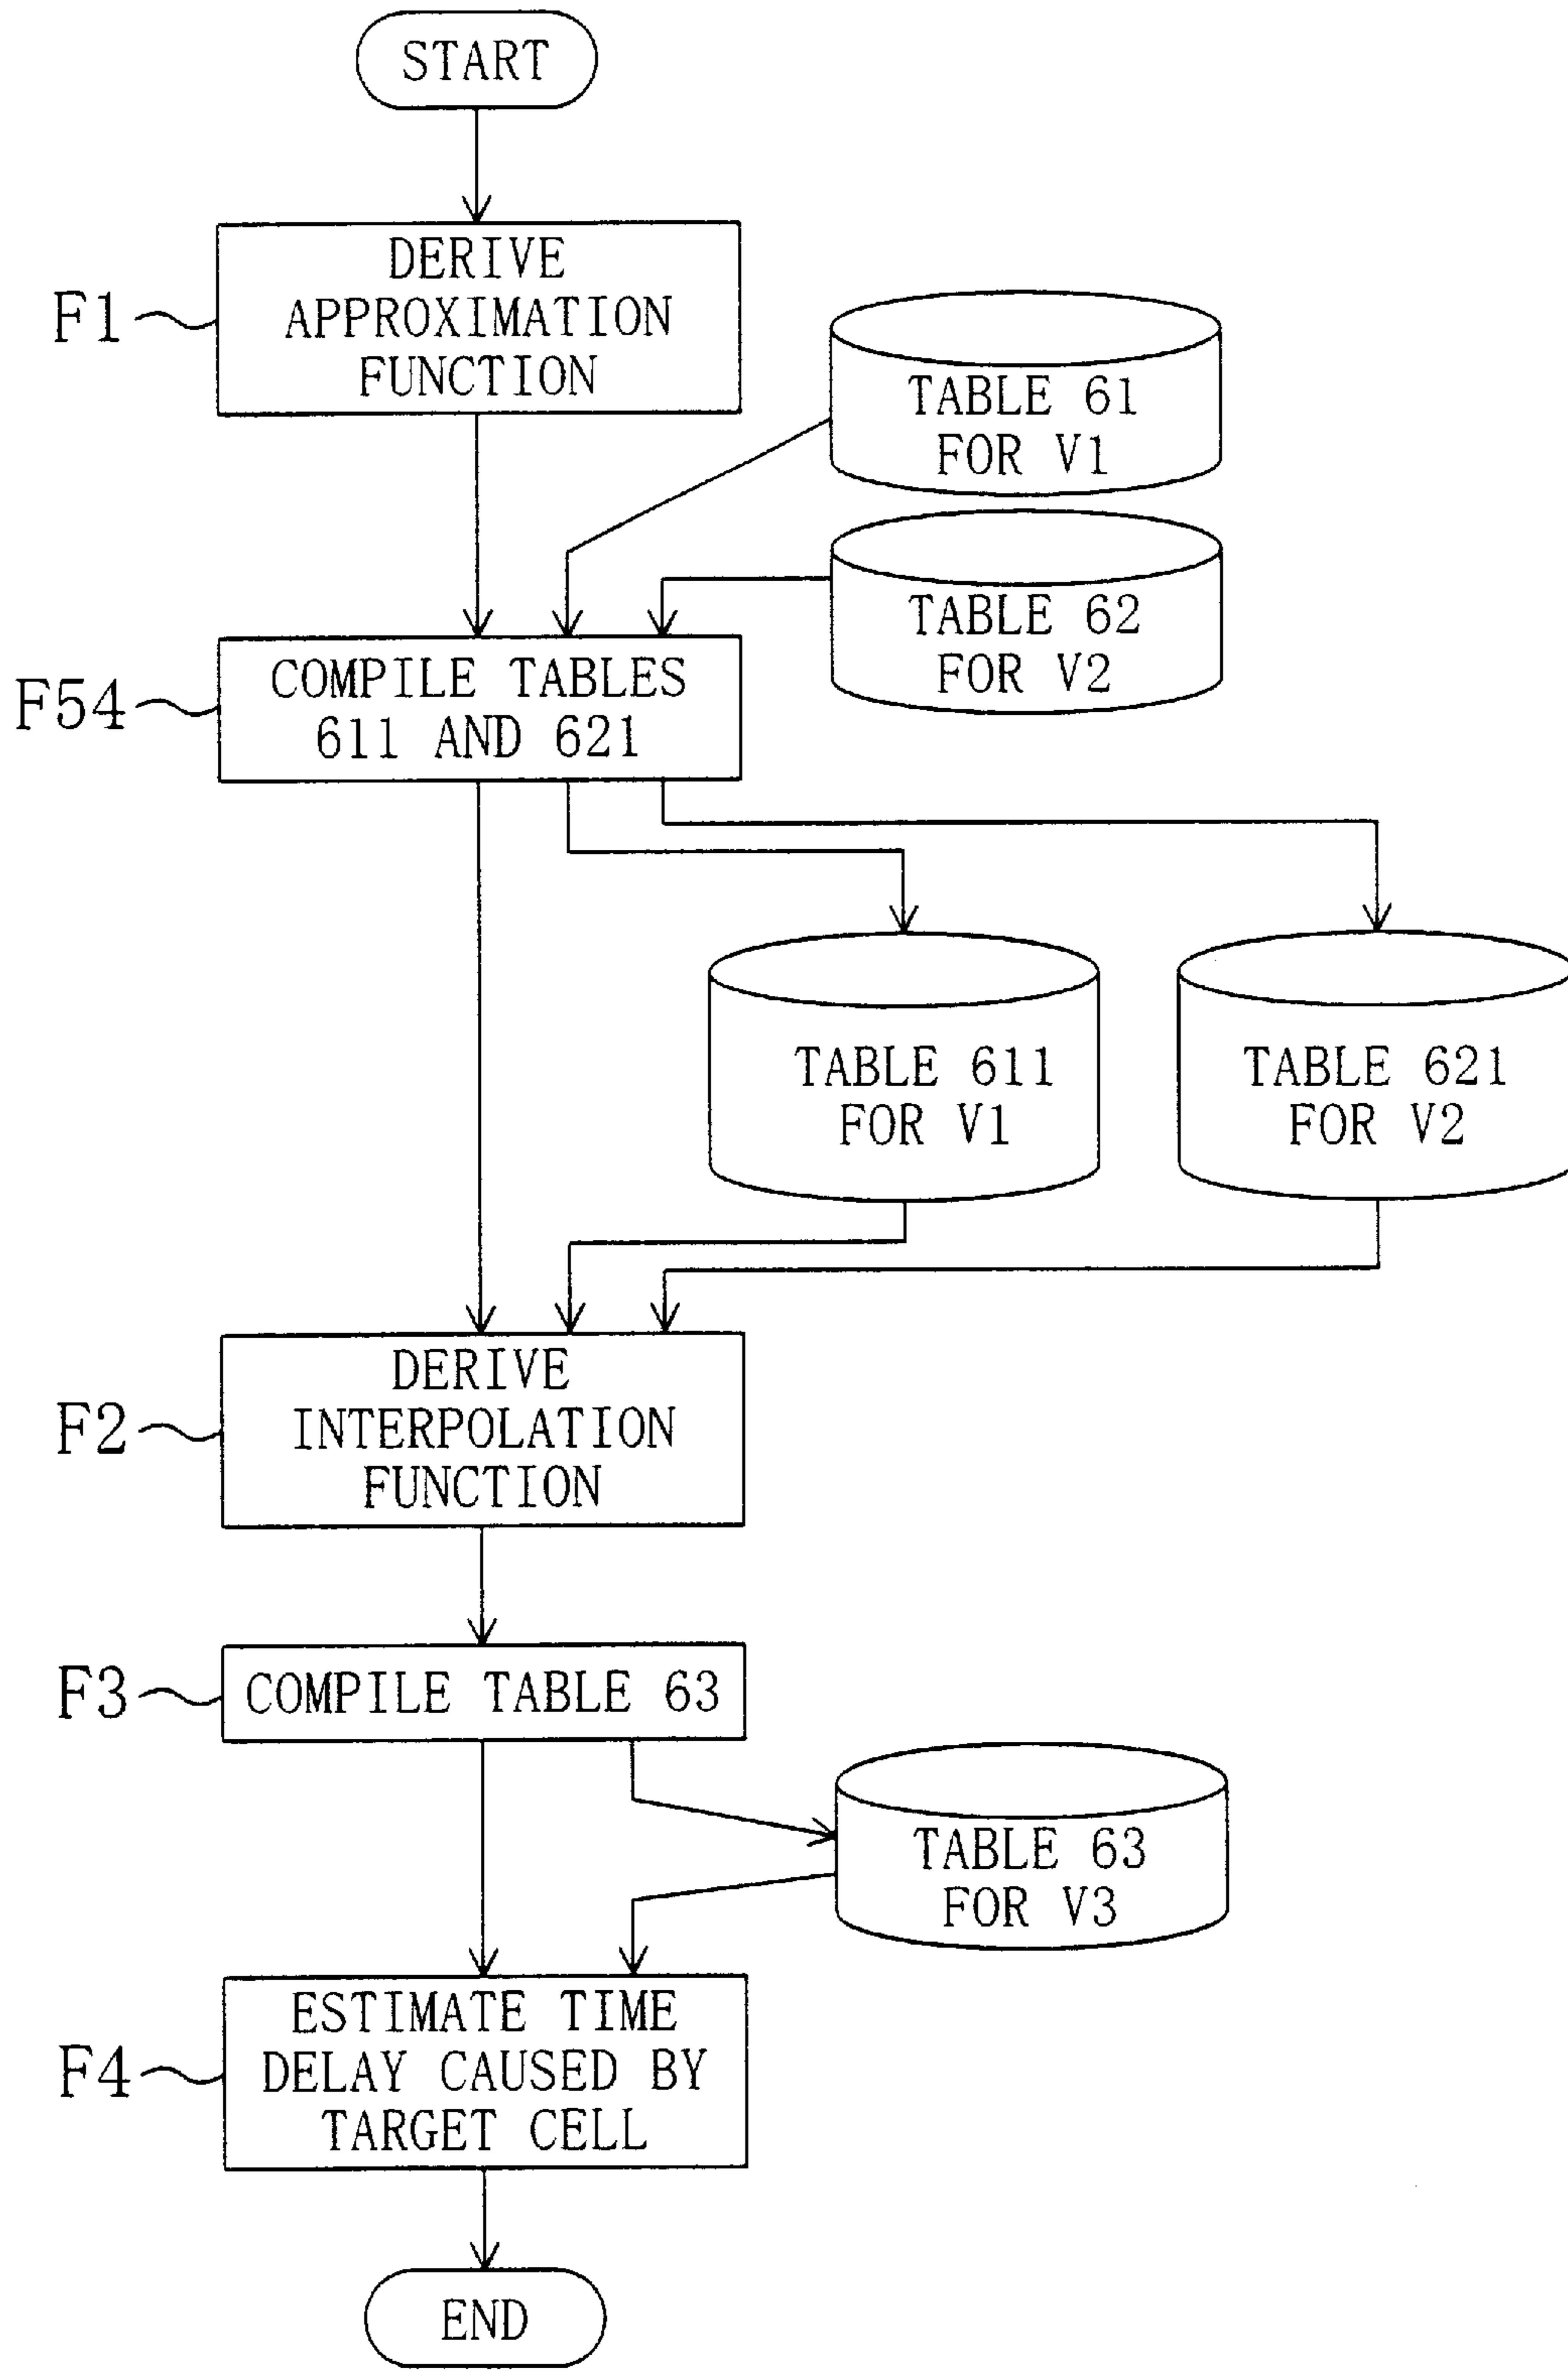 START
DERIVE
APPROXIMATION
FUNCTION
F1
TABLE 61
FOR V1
TABLE 62
FOR V2
COMPILE TABLES
611 AND 621
F54
TABLE 611
FOR V1
TABLE 621
FOR V2
DERIVE
INTERPOLATION
FUNCTION
F2
COMPILE TABLE 63
F3
TABLE 63
FOR V3
ESTIMATE TIME
DELAY CAUSED BY
TARGET CELL
F4
END